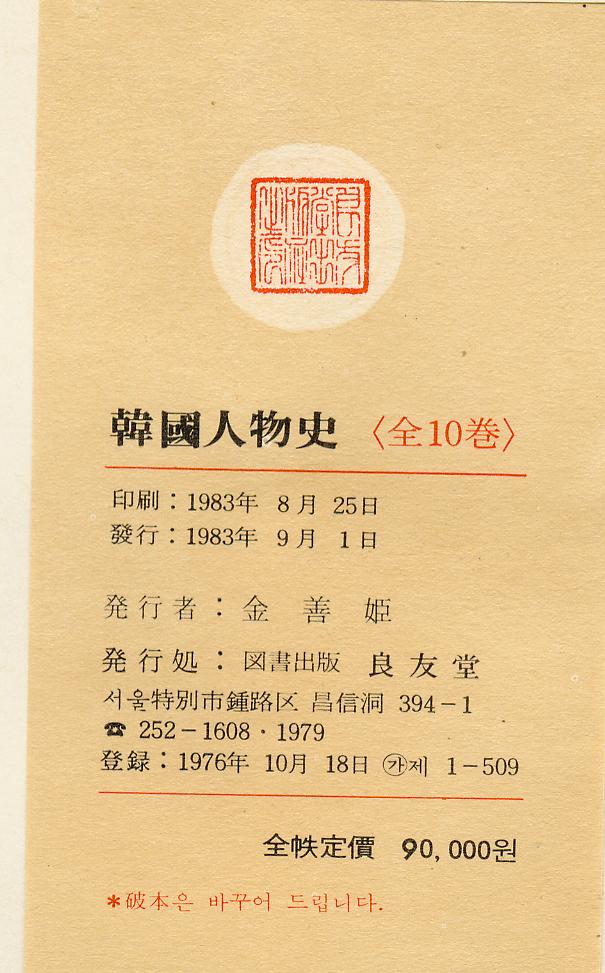 韓國人物史 〈全10巻〉
印刷：1983年 8月 25日
發行：1983年 9月 1日
発行者：金 善 姫
発行処：図書出版 良友堂
서울特別市鍾路区 昌信洞 394-1
☎ 252-1608·1979
登録：1976年 10月 18日 ㉮제 1-509
全帙定價 90,000원
*破本은 바꾸어 드립니다.